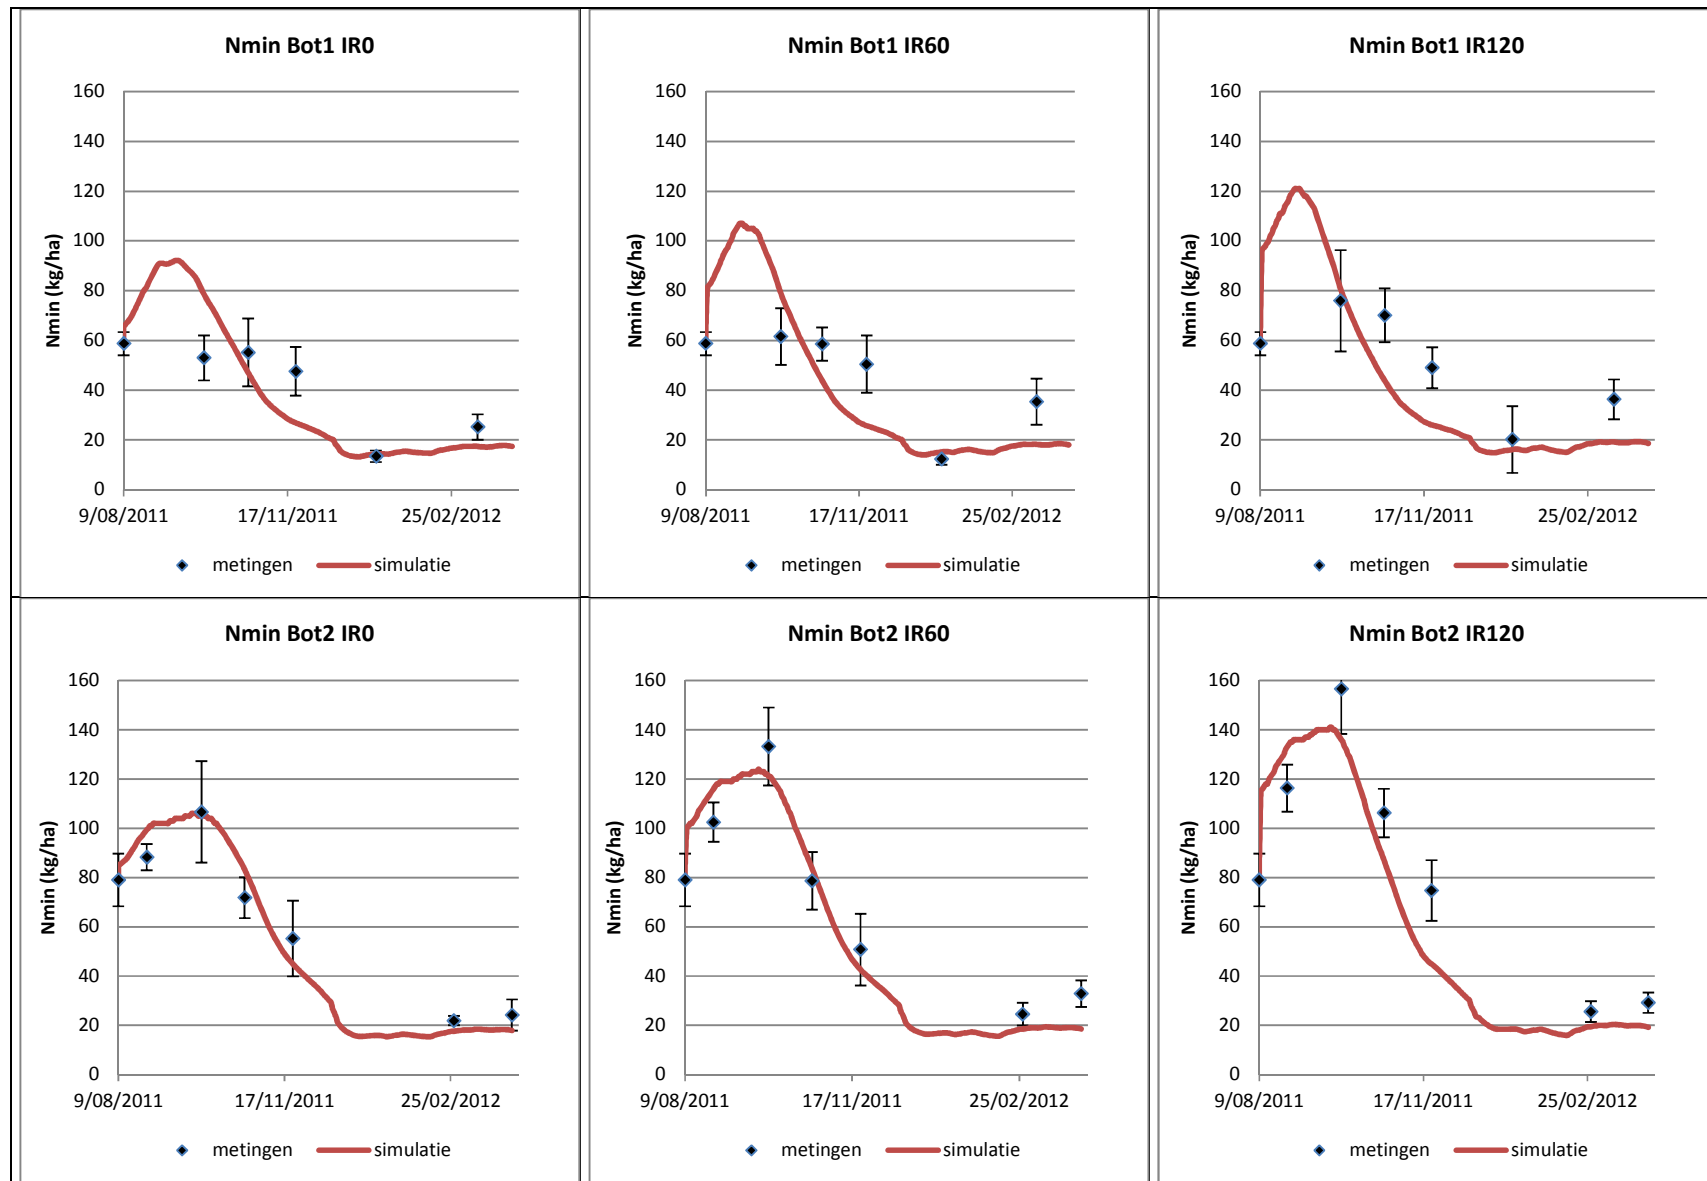 Nmin Bot1 IR0
160
140
120
100
80
60
40
20
0
Nmin (kg/ha)
9/08/2011 17/11/2011 25/02/2012
metingen simulatie
Nmin Bot1 IR60
160
140
120
100
80
60
40
20
0
Nmin (kg/ha)
9/08/2011 17/11/2011 25/02/2012
metingen simulatie
Nmin Bot1 IR120
160
140
120
100
80
60
40
20
0
Nmin (kg/ha)
9/08/2011 17/11/2011 25/02/2012
metingen simulatie
Nmin Bot2 IR0
160
140
120
100
80
60
40
20
0
Nmin (kg/ha)
9/08/2011 17/11/2011 25/02/2012
metingen simulatie
Nmin Bot2 IR60
160
140
120
100
80
60
40
20
0
Nmin (kg/ha)
9/08/2011 17/11/2011 25/02/2012
metingen simulatie
Nmin Bot2 IR120
160
140
120
100
80
60
40
20
0
Nmin (kg/ha)
9/08/2011 17/11/2011 25/02/2012
metingen simulatie